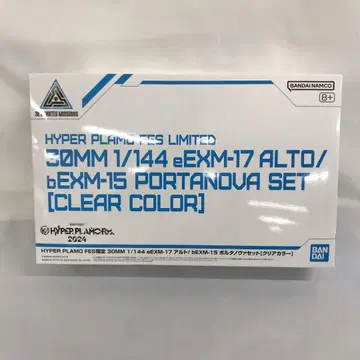 30 MINUTES MISSIONS
BANDAI NAMCO
8+
HYPER PLAMO FES LIMITED
30MM 1/144 eEXM-17 ALTO/
bEXM-15 PORTANOVA SET
[CLEAR COLOR]
HYPER PLAMO Fes.
2024
HYPER PLAMO FES限定 30MM 1/144 eEXM-17 アルト/ bEXM-15 ポルタノヴァセット[クリアカラー]
BANDAI